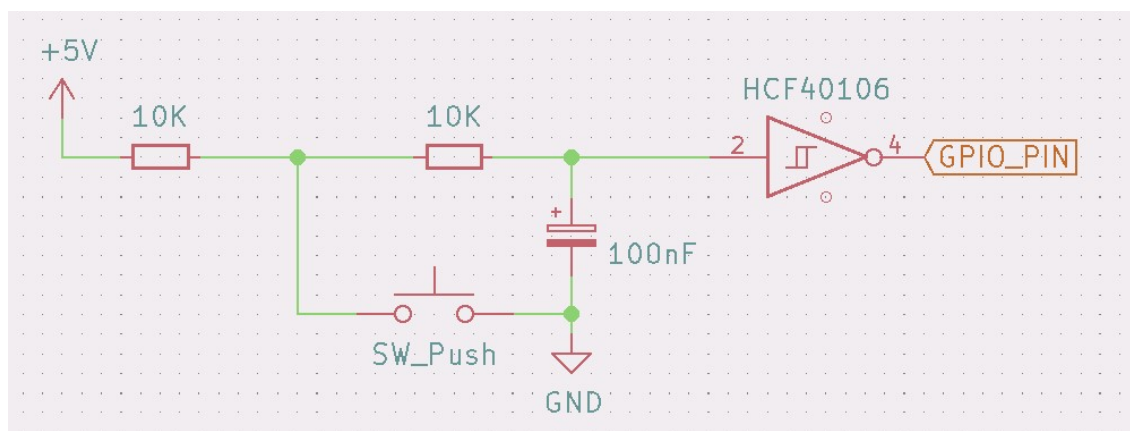 +5V
10K
10K
HCF40106
2
4
GPIO_PIN
+
100nF
SW_Push
GND